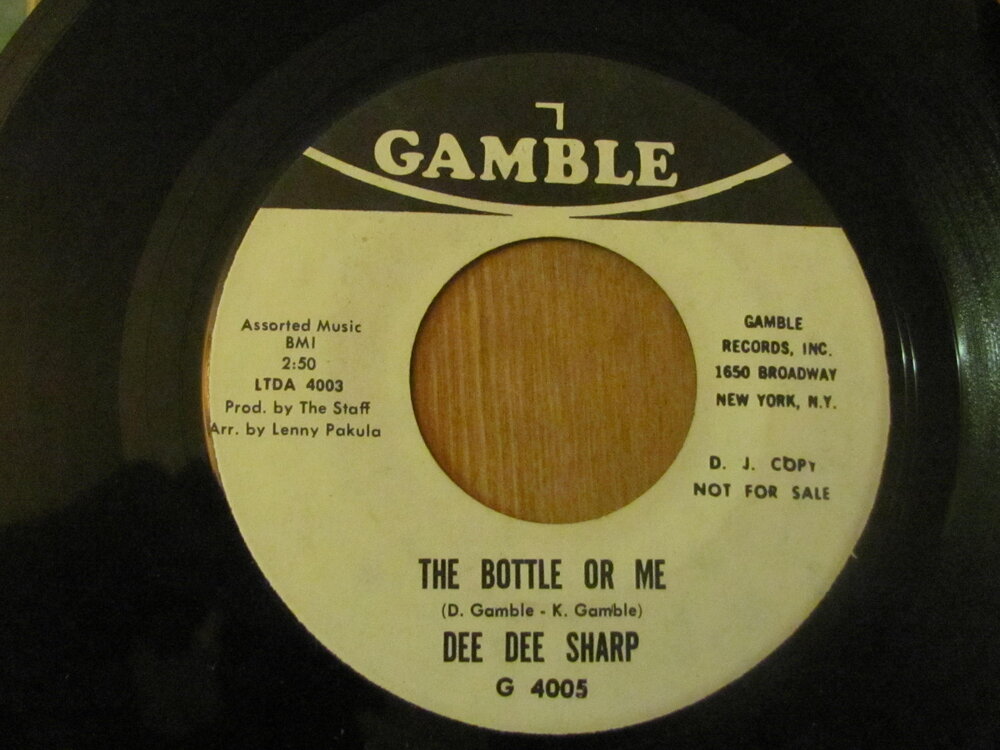 GAMBLE
Assorted Music
BMI
2:50
LTDA 4003
Prod. by The Staff
Arr. by Lenny Pakula
GAMBLE
RECORDS, INC.
1650 BROADWAY
NEW YORK, N.Y.
D. J. COPY
NOT FOR SALE
THE BOTTLE OR ME
(D. Gamble - K. Gamble)
DEE DEE SHARP
G 4005